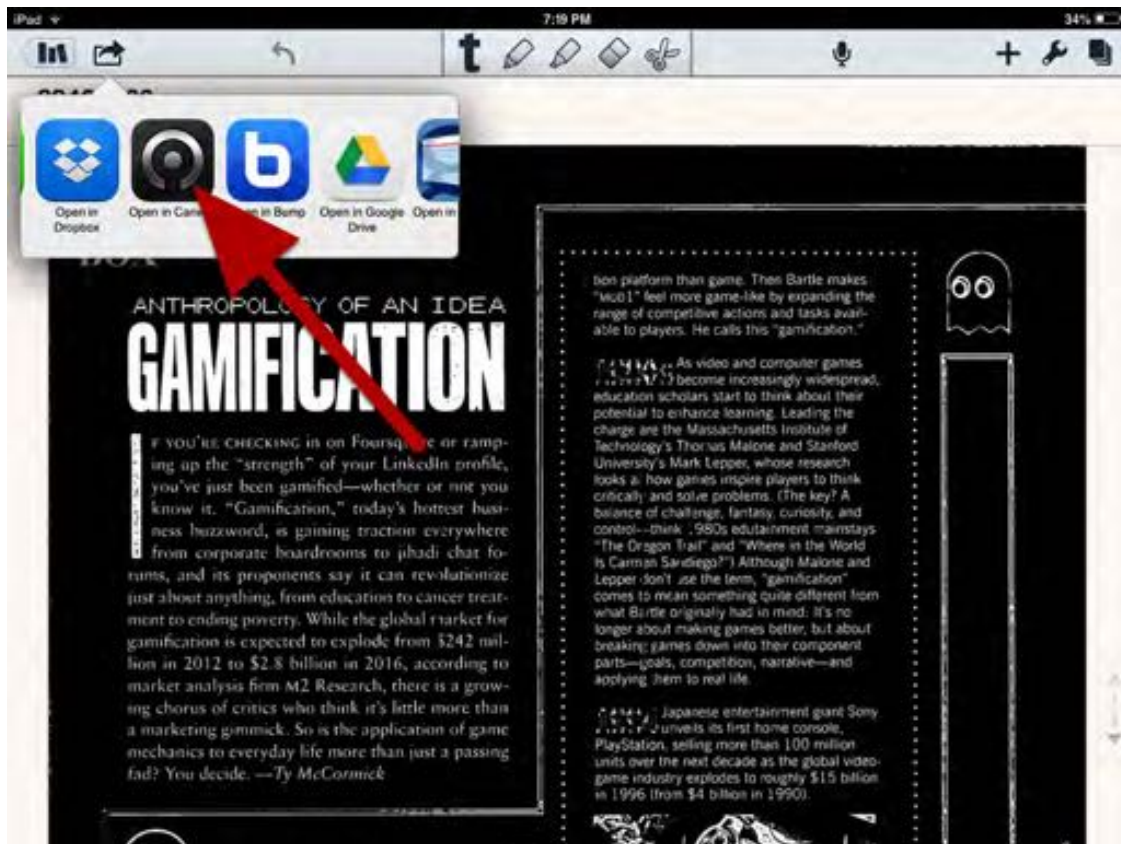 iPad
7:19 PM
34%
t
Open in
Dropbox
Open in
b
in Bump
Open in Google
Drive
Open in
BOX
ANTHROPOLOGY OF AN IDEA
GAMIFICATION
F YOU'RE CHECKING in on Foursquare or ramp-
ing up the "strength" of your LinkedIn profile,
you've just been gamified—whether or not you
know it. "Gamification," today's hottest busi-
ness buzzword, is gaining traction everywhere
from corporate boardrooms to jihadi chat fo-
rums, and its proponents say it can revolutionize
just about anything, from education to cancer treat-
ment to ending poverty. While the global market for
gamification is expected to explode from $242 mil-
lion in 2012 to $2.8 billion in 2016, according to
market analysis firm M2 Research, there is a grow-
ing chorus of critics who think it's little more than
a marketing gimmick. So is the application of game
mechanics to everyday life more than just a passing
fad? You decide. —Ty McCormick
tion platform than game. Then Bartle makes
"MUD1" feel more game-like by expanding the
range of competitive actions and tasks avail-
able to players. He calls this "gamification."
As video and computer games
become increasingly widespread,
education scholars start to think about their
potential to enhance learning. Leading the
charge are the Massachusetts Institute of
Technology's Thomas Malone and Stanford
University's Mark Lepper, whose research
looks at how games inspire players to think
critically and solve problems. (The key? A
balance of challenge, fantasy, curiosity, and
control--think 1980s edutainment mainstays
"The Oregon Trail" and "Where in the World
Is Carmen Sandiego?") Although Malone and
Lepper don't use the term, "gamification"
comes to mean something quite different from
what Bartle originally had in mind: It's no
longer about making games better, but about
breaking games down into their component
parts—goals, competition, narrative—and
applying them to real life.
Japanese entertainment giant Sony
unveils its first home console,
PlayStation, selling more than 100 million
units over the next decade as the global video-
game industry explodes to roughly $15 billion
in 1996 (from $4 billion in 1990).